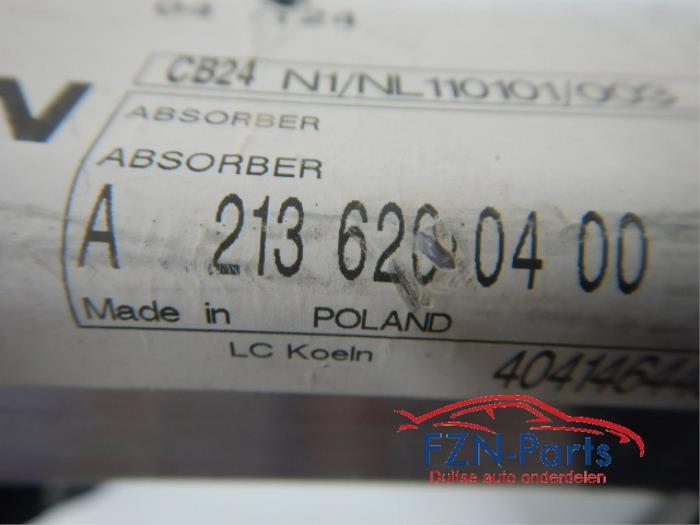 CB24 N1/NL110101/003
ABSORBER
ABSORBER
A 213 626 04 00
Made in POLAND
LC Koeln
FZN-Parts
Duitse auto onderdelen